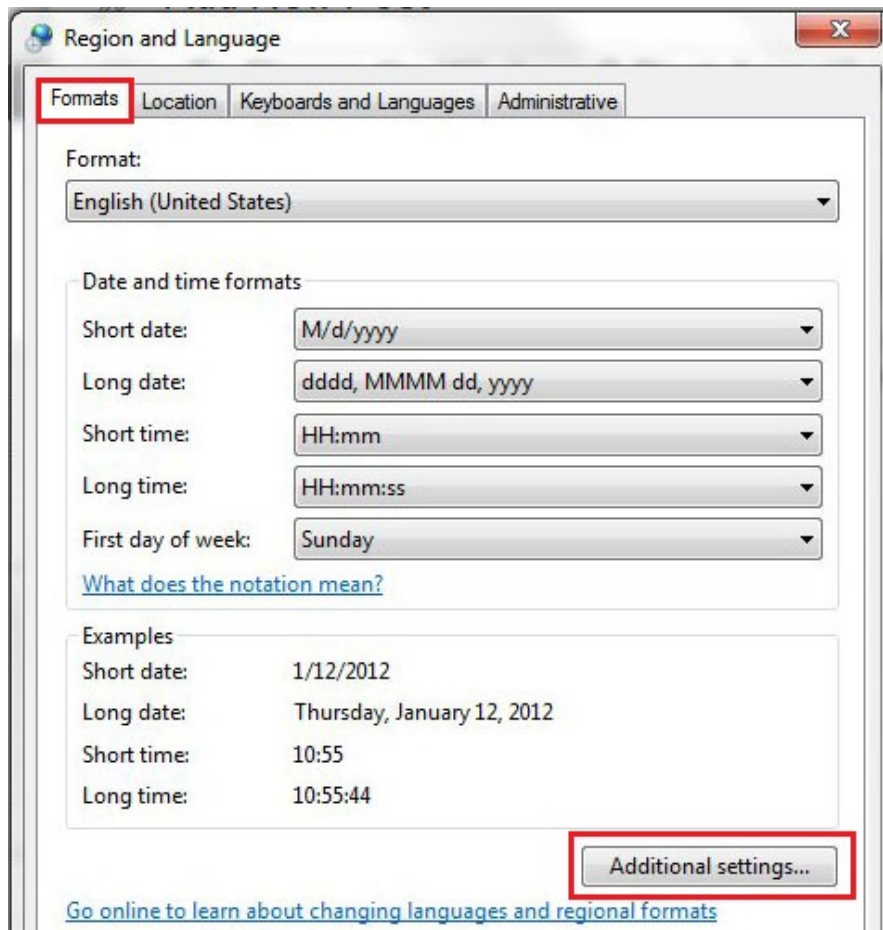 Region and Language
Formats Location Keyboards and Languages Administrative
Format:
English (United States)
Date and time formats
Short date: M/d/yyyy
Long date: dddd, MMMM dd, yyyy
Short time: HH:mm
Long time: HH:mm:ss
First day of week: Sunday
What does the notation mean?
Examples
Short date: 1/12/2012
Long date: Thursday, January 12, 2012
Short time: 10:55
Long time: 10:55:44
Additional settings...
Go online to learn about changing languages and regional formats